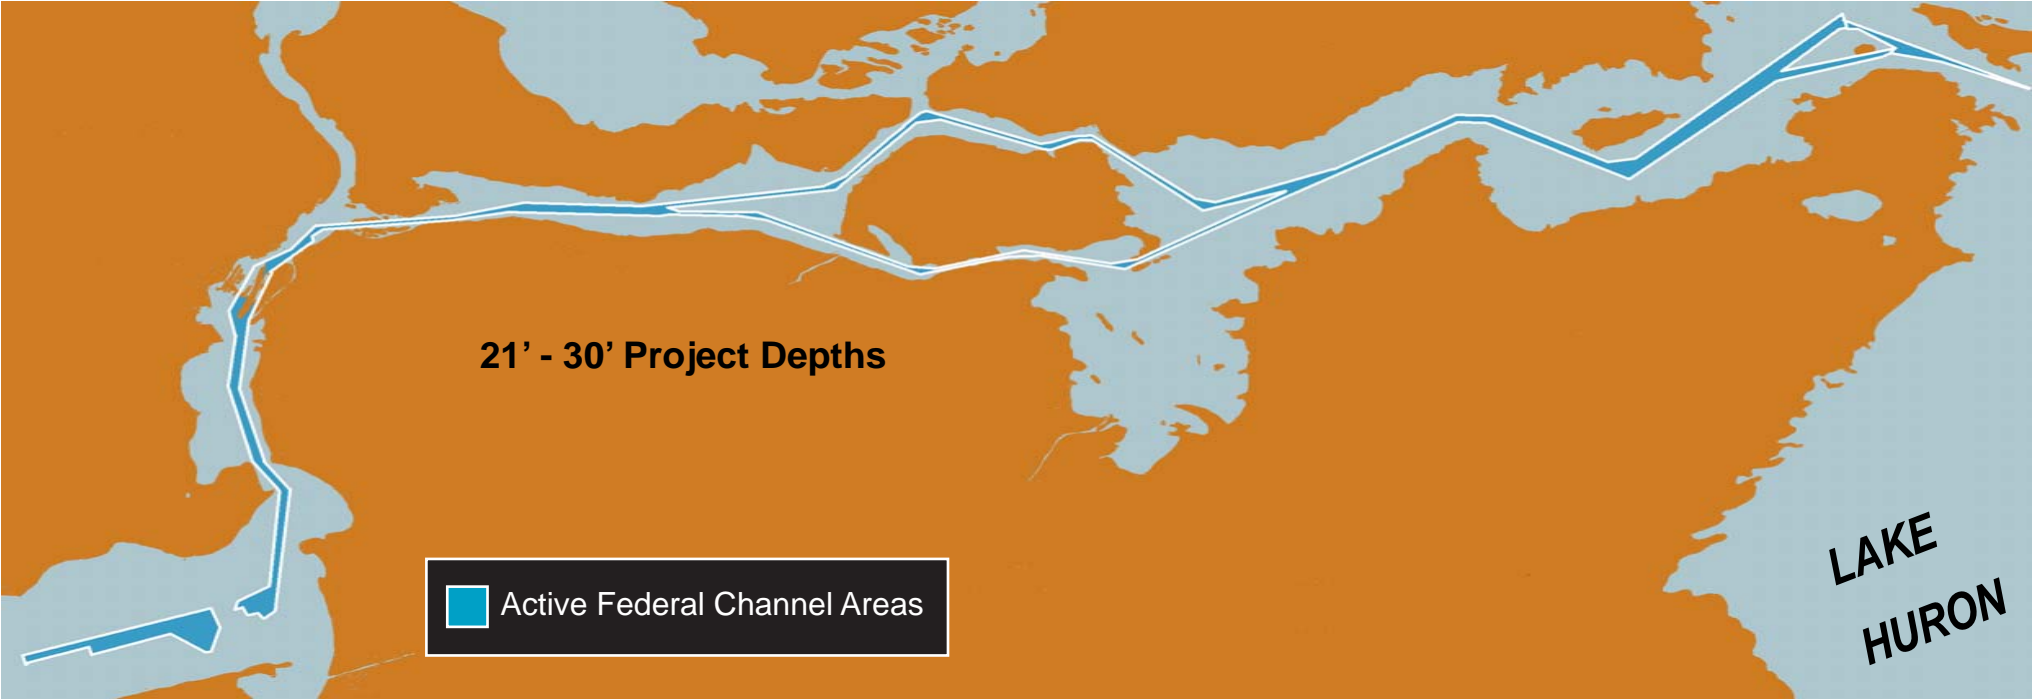 21’ - 30’ Project Depths
Active Federal Channel Areas
LAKE
HURON